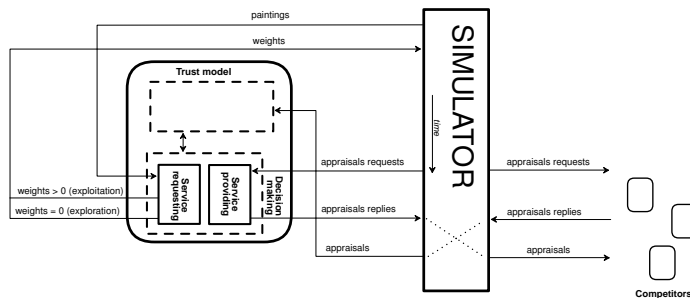 paintings
weights
Trust model
SIMULATOR
time
Service
requesting
Service
providing
Decision
making
appraisals requests
appraisals requests
weights > 0 (exploitation)
weights = 0 (exploration)
appraisals replies
appraisals replies
appraisals
appraisals
Competitors